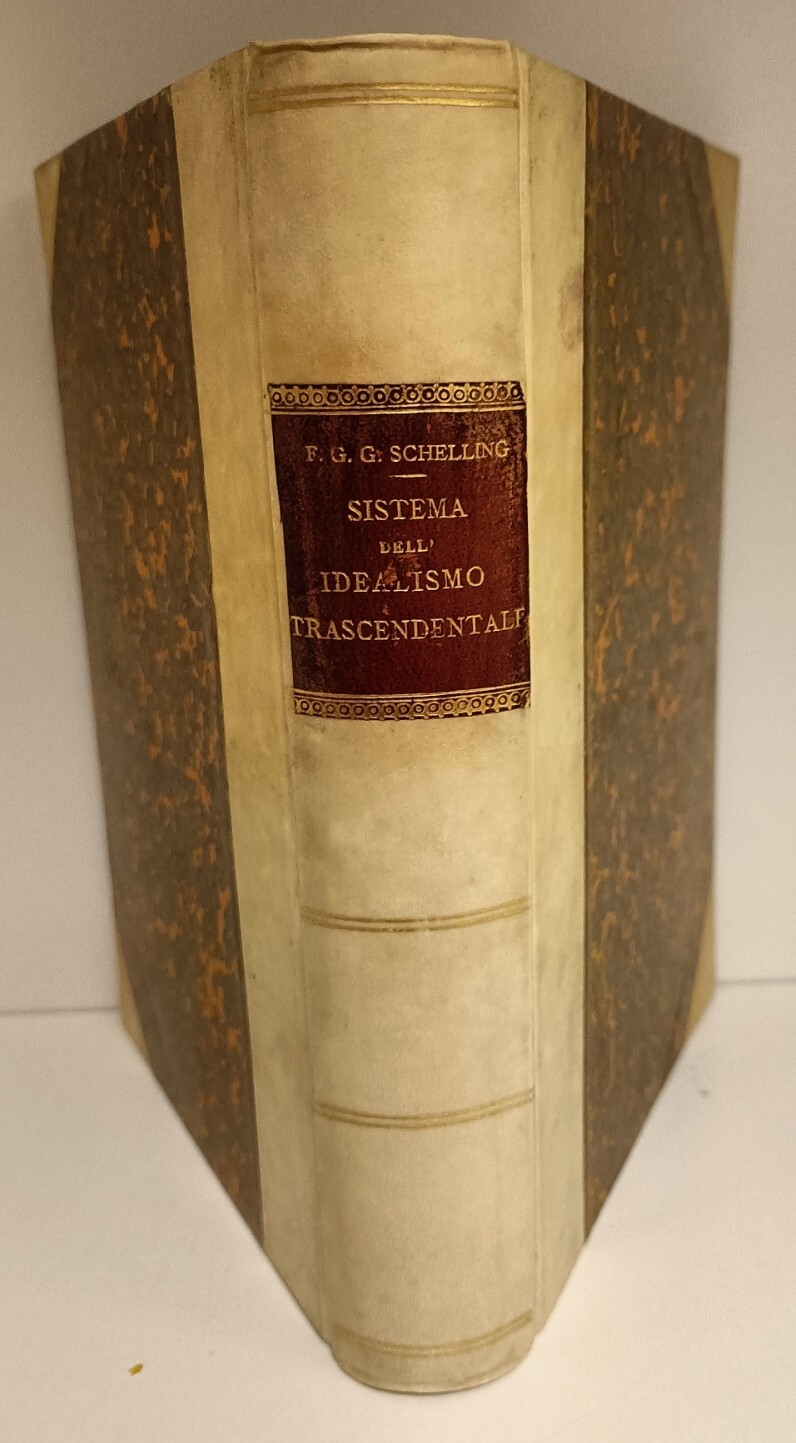 F. G. G. SCHELLING
SISTEMA
DELL'
IDEALISMO
TRASCENDENTALE